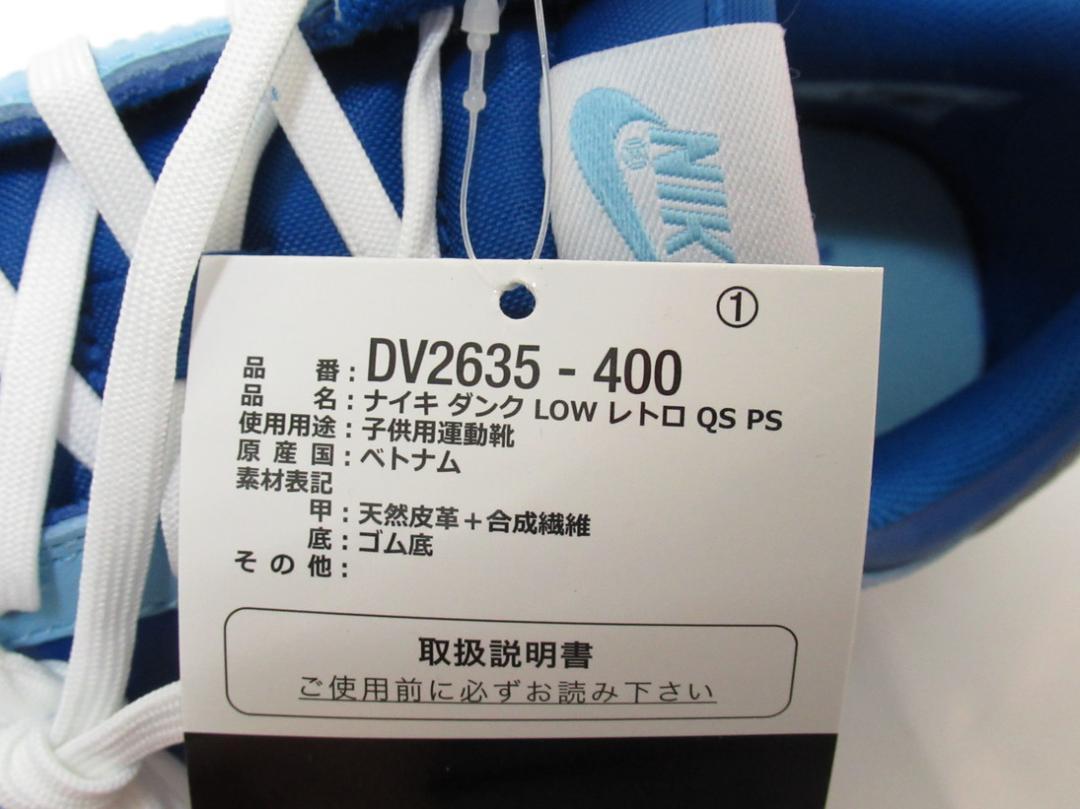 NIK
①
品番：DV2635 - 400
品名：ナイキ ダンク LOW レトロ QS PS
使用用途：子供用運動靴
原産国：ベトナム
素材表記
甲：天然皮革＋合成繊維
底：ゴム底
その他：
取扱説明書
ご使用前に必ずお読み下さい